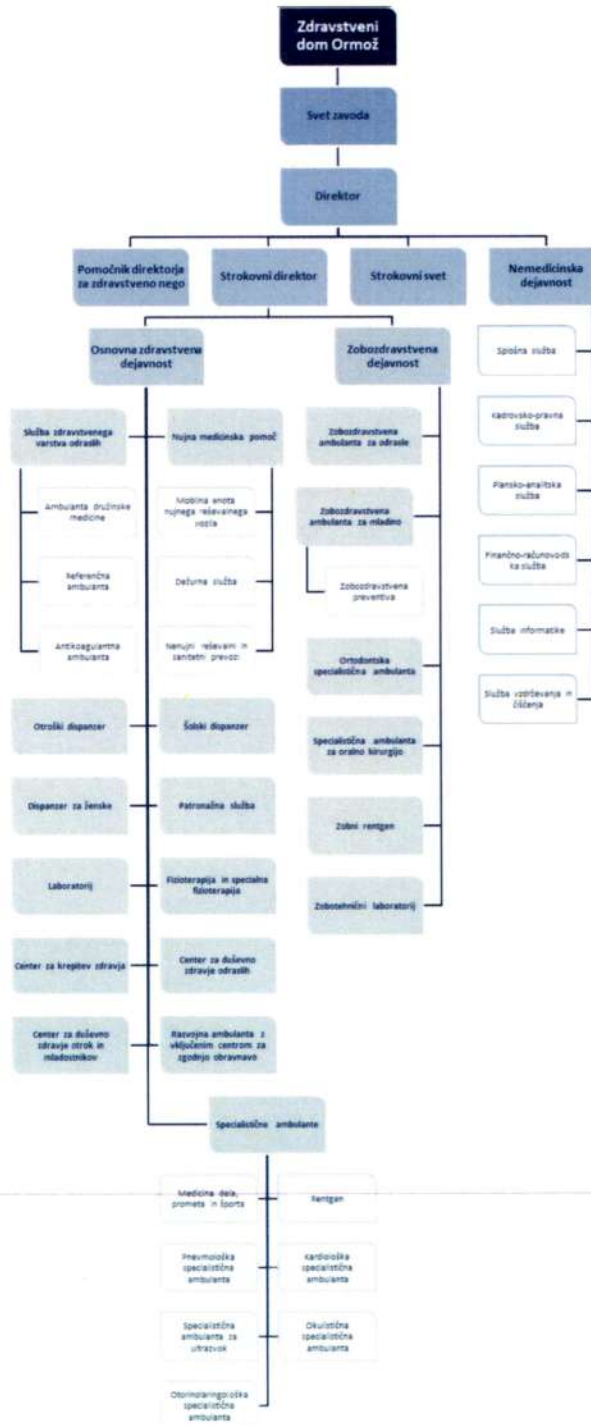 Zdravstveni
dom Ormož
Svet zavoda
Direktor
Pomočnik direktorja
za zdravstveno nego
Strokovni direktor
Strokovni svet
Nemedicinska
dejavnost
Osnovna zdravstvena
dejavnost
Zobozdravstvena
dejavnost
Splošna služba
Kadrovsko-pravna
služba
Plansko-analitska
služba
Finančno-računovods
ka služba
Služba informatike
Služba vzdrževanja in
čiščenja
Služba zdravstvenega
varstva odraslih
Nujna medicinska pomoč
Ambulanta družinske
medicine
Mobilna enota
nujnega reševalnega
vozila
Referenčna
ambulanta
Dežurna služba
Antikoagulantna
ambulanta
Nenujni reševalni in
sanitetni prevozi
Otroški dispanzer
Šolski dispanzer
Dispanzer za ženske
Patronažna služba
Laboratorij
Fizioterapija in specialna
fizioterapija
Center za krepitev zdravja
Center za duševno
zdravje odraslih
Center za duševno
zdravje otrok in
mladostnikov
Razvojna ambulanta z
vključenim centrom za
zgodnjo obravnavo
Zobozdravstvena
ambulanta za odrasle
Zobozdravstvena
ambulanta za mladino
Zobozdravstvena
preventiva
Ortodontska
specialistična ambulanta
Specialistična ambulanta
za oralno kirurgijo
Zobni rentgen
Zobotehnični laboratorij
Specialistične ambulante
Medicina dela,
prometa in športa
Rentgen
Pnevmološka
specialistična
ambulanta
Kardiološka
specialistična
ambulanta
Specialistična
ambulanta za
ultrazvok
Okulistična
specialistična
ambulanta
Otorinolaringološka
specialistična
ambulanta